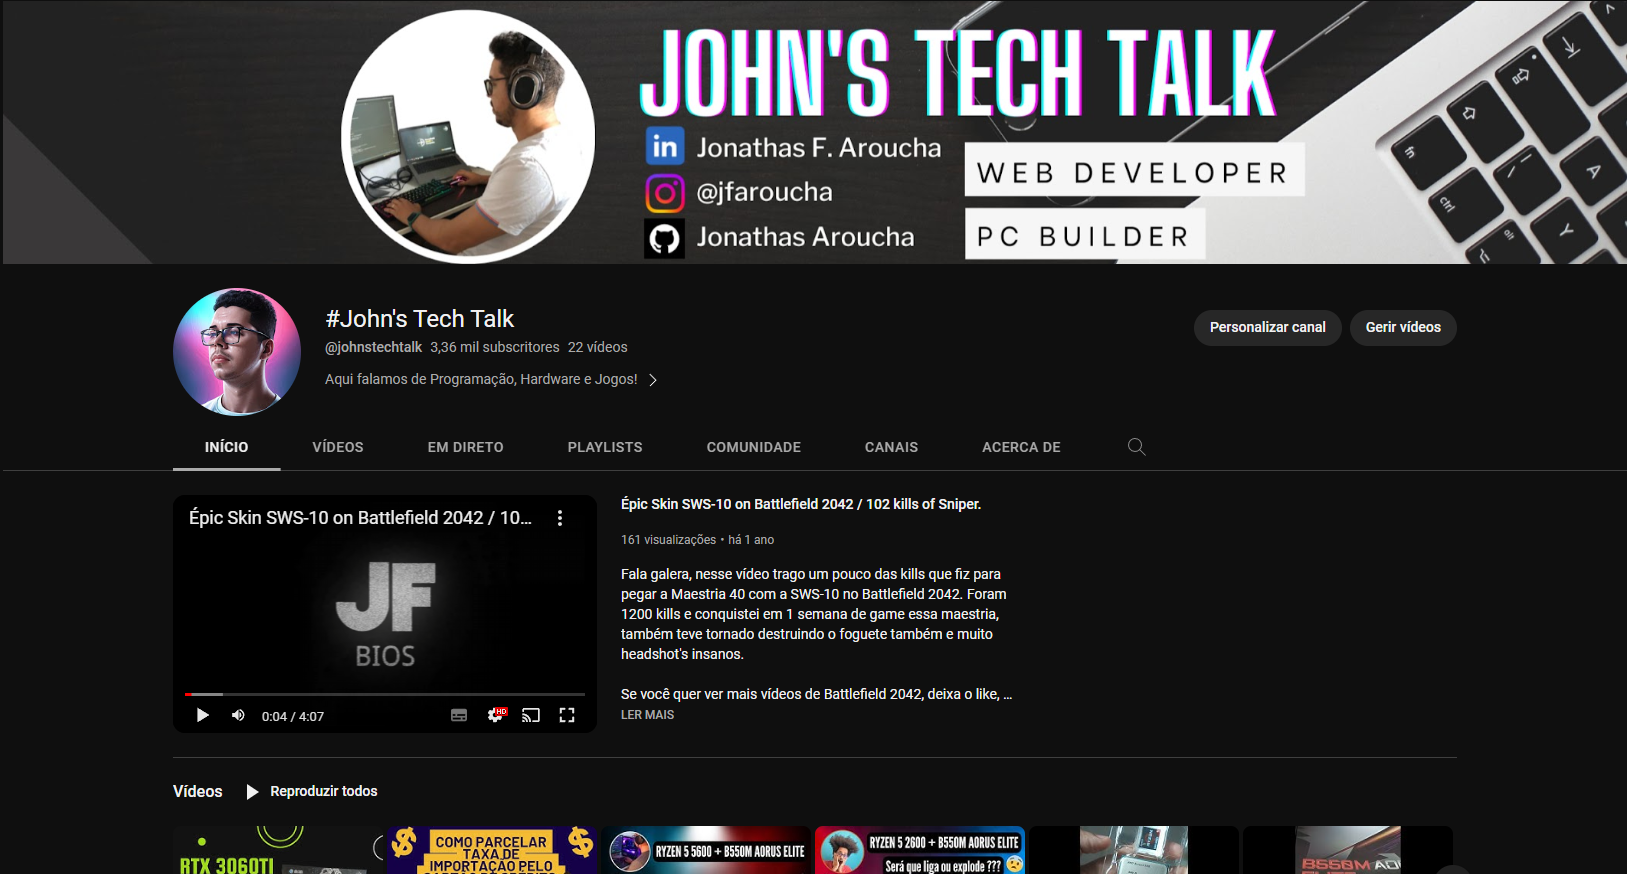 JOHN'S TECH TALK
in Jonathas F. Aroucha
@jfaroucha
Jonathas Aroucha
WEB DEVELOPER
PC BUILDER
#John's Tech Talk
@johnstechtalk 3,36 mil subscritores 22 vídeos
Aqui falamos de Programação, Hardware e Jogos!
Personalizar canal
Gerir vídeos
INÍCIO VÍDEOS EM DIRETO PLAYLISTS COMUNIDADE CANAIS ACERCA DE
Épic Skin SWS-10 on Battlefield 2042 / 10...
JF
BIOS
0:04 / 4:07
HD
Épic Skin SWS-10 on Battlefield 2042 / 102 kills of Sniper.
161 visualizações • há 1 ano
Fala galera, nesse vídeo trago um pouco das kills que fiz para
pegar a Maestria 40 com a SWS-10 no Battlefield 2042. Foram
1200 kills e conquistei em 1 semana de game essa maestria,
também teve tornado destruindo o foguete também e muito
headshot's insanos.
Se você quer ver mais vídeos de Battlefield 2042, deixa o like, ...
LER MAIS
Vídeos
Reproduzir todos
RTX 3060TI
COMO PARCELAR
TAXA DE
IMPORTAÇÃO PELO
RYZEN 5 5600 + B550M AORUS ELITE
RYZEN 5 2600 + B550M AORUS ELITE
Será que liga ou explode ???
B550M AO